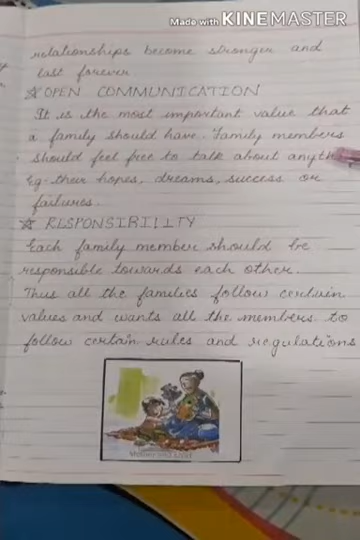 Made with KINEMASTER
relationships become stronger and
last forever
☆ OPEN COMMUNICATION
It is the most important value that
a family should have. Family members
should feel free to talk about anyth
Eg their hopes, dreams, success or
failures.
☆ RESPONSIBILITY
Each family member should be
responsible towards each other.
Thus all the families follow certain
values and wants all the members to
follow certain rules and regulations